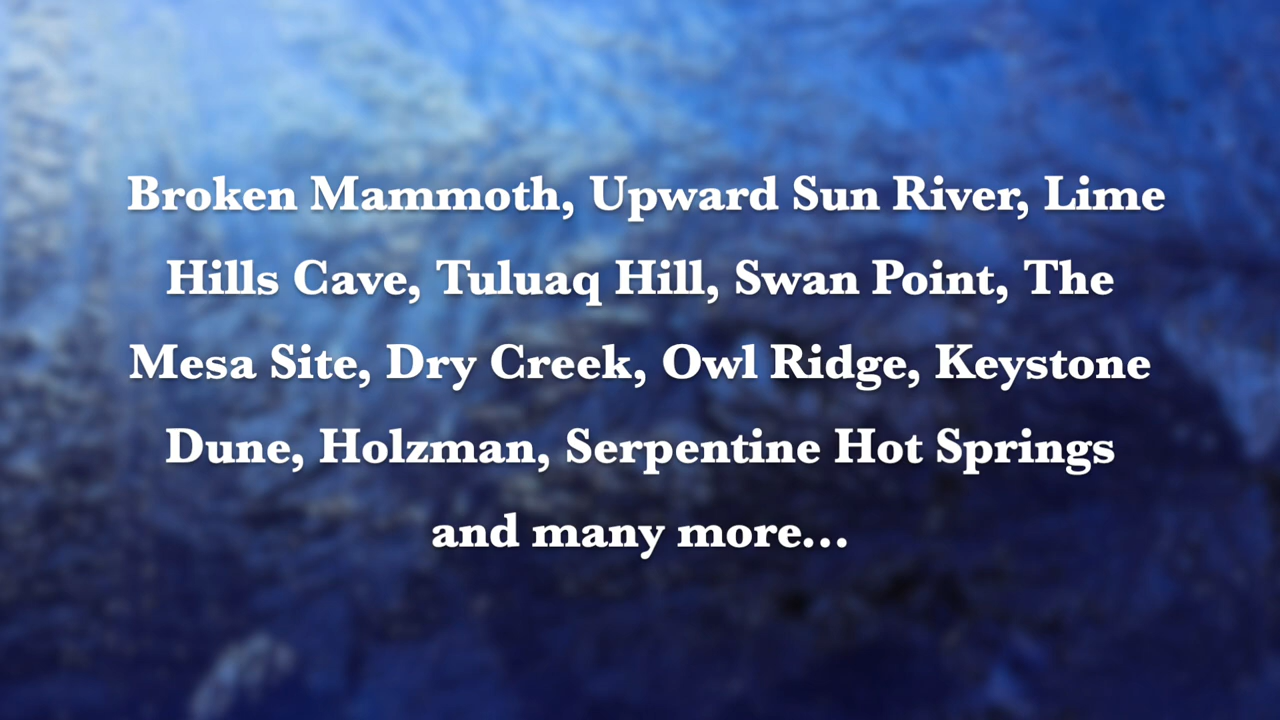 Broken Mammoth, Upward Sun River, Lime
Hills Cave, Tuluaq Hill, Swan Point, The
Mesa Site, Dry Creek, Owl Ridge, Keystone
Dune, Holzman, Serpentine Hot Springs
and many more...